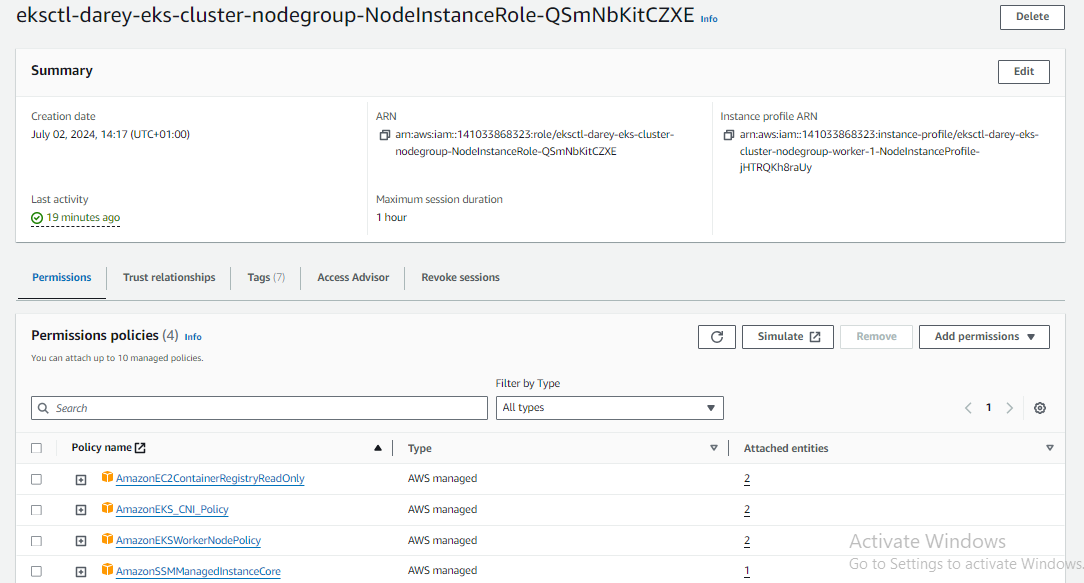 eksctl-darey-eks-cluster-nodegroup-NodeInstanceRole-QSmNbKitCZXE Info
Delete
Summary
Edit
Creation date
July 02, 2024, 14:17 (UTC+01:00)
ARN
arn:aws:iam::141033868323:role/eksctl-darey-eks-cluster-
nodegroup-NodeInstanceRole-QSmNbKitCZXE
Instance profile ARN
arn:aws:iam::141033868323:instance-profile/eksctl-darey-eks-
cluster-nodegroup-worker-1-NodeInstanceProfile-
jHTRQKh8raUy
Last activity
19 minutes ago
Maximum session duration
1 hour
Permissions
Trust relationships
Tags (7)
Access Advisor
Revoke sessions
Permissions policies (4) Info
You can attach up to 10 managed policies.
Simulate
Remove
Add permissions
Filter by Type
Search
All types
1
Policy name
Type
Attached entities
AmazonEC2ContainerRegistryReadOnly
AWS managed
2
AmazonEKS_CNI_Policy
AWS managed
2
AmazonEKSWorkerNodePolicy
AWS managed
2
AmazonSSMManagedInstanceCore
AWS managed
1
Activate Windows
Go to Settings to activate Windows.